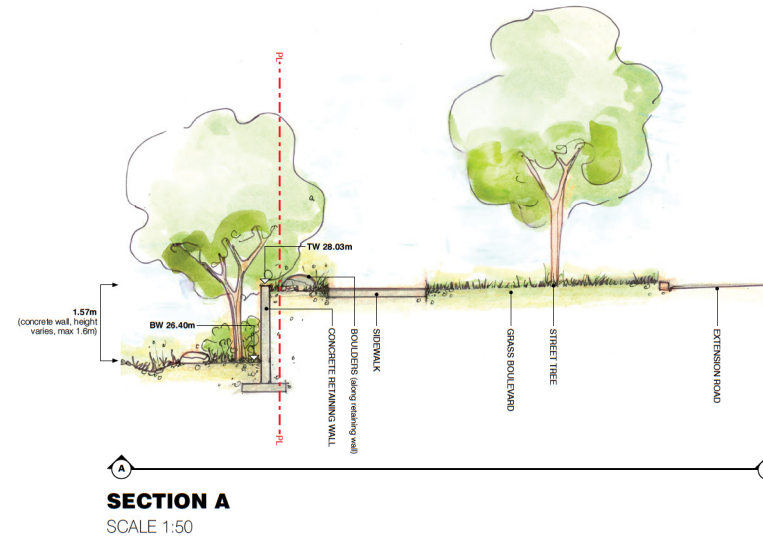 PL
TW 28.03m
1.57m
(concrete wall, height
varies, max 1.6m)
BW 26.40m
CONCRETE RETAINING WALL
BOULDERS (along retaining wall)
SIDEWALK
GRASS BOULEVARD
STREET TREE
EXTENSION ROAD
PL
A
SECTION A
SCALE 1:50